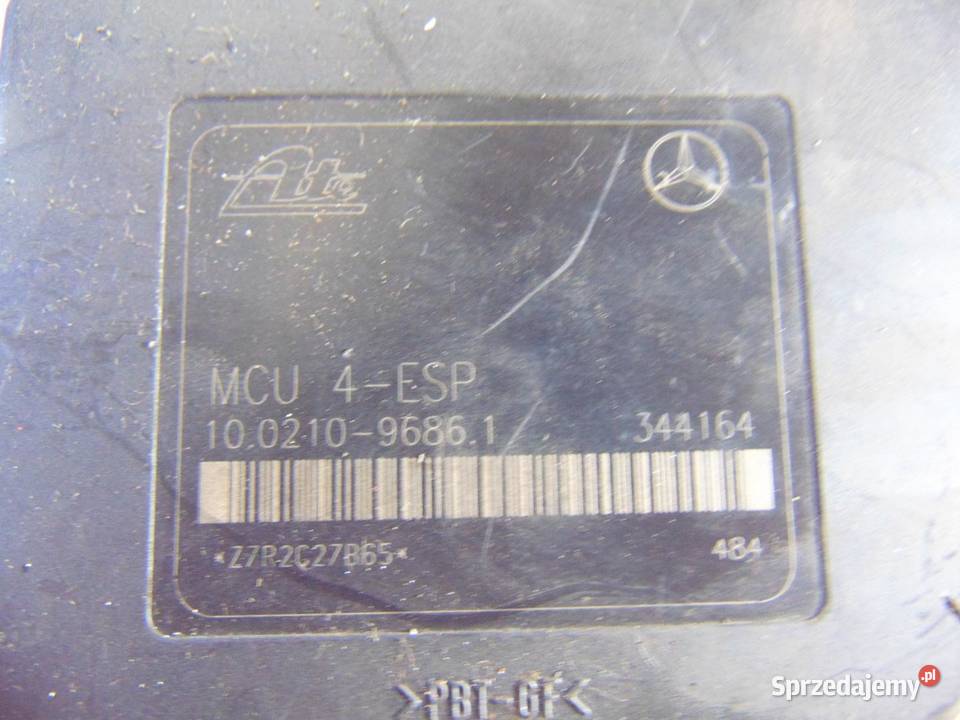 Ate
MCU 4-ESP
10.0210-9686.1 344164
*Z7R2C27B65*
484
>PBT-GF<
Sprzedajemy.pl